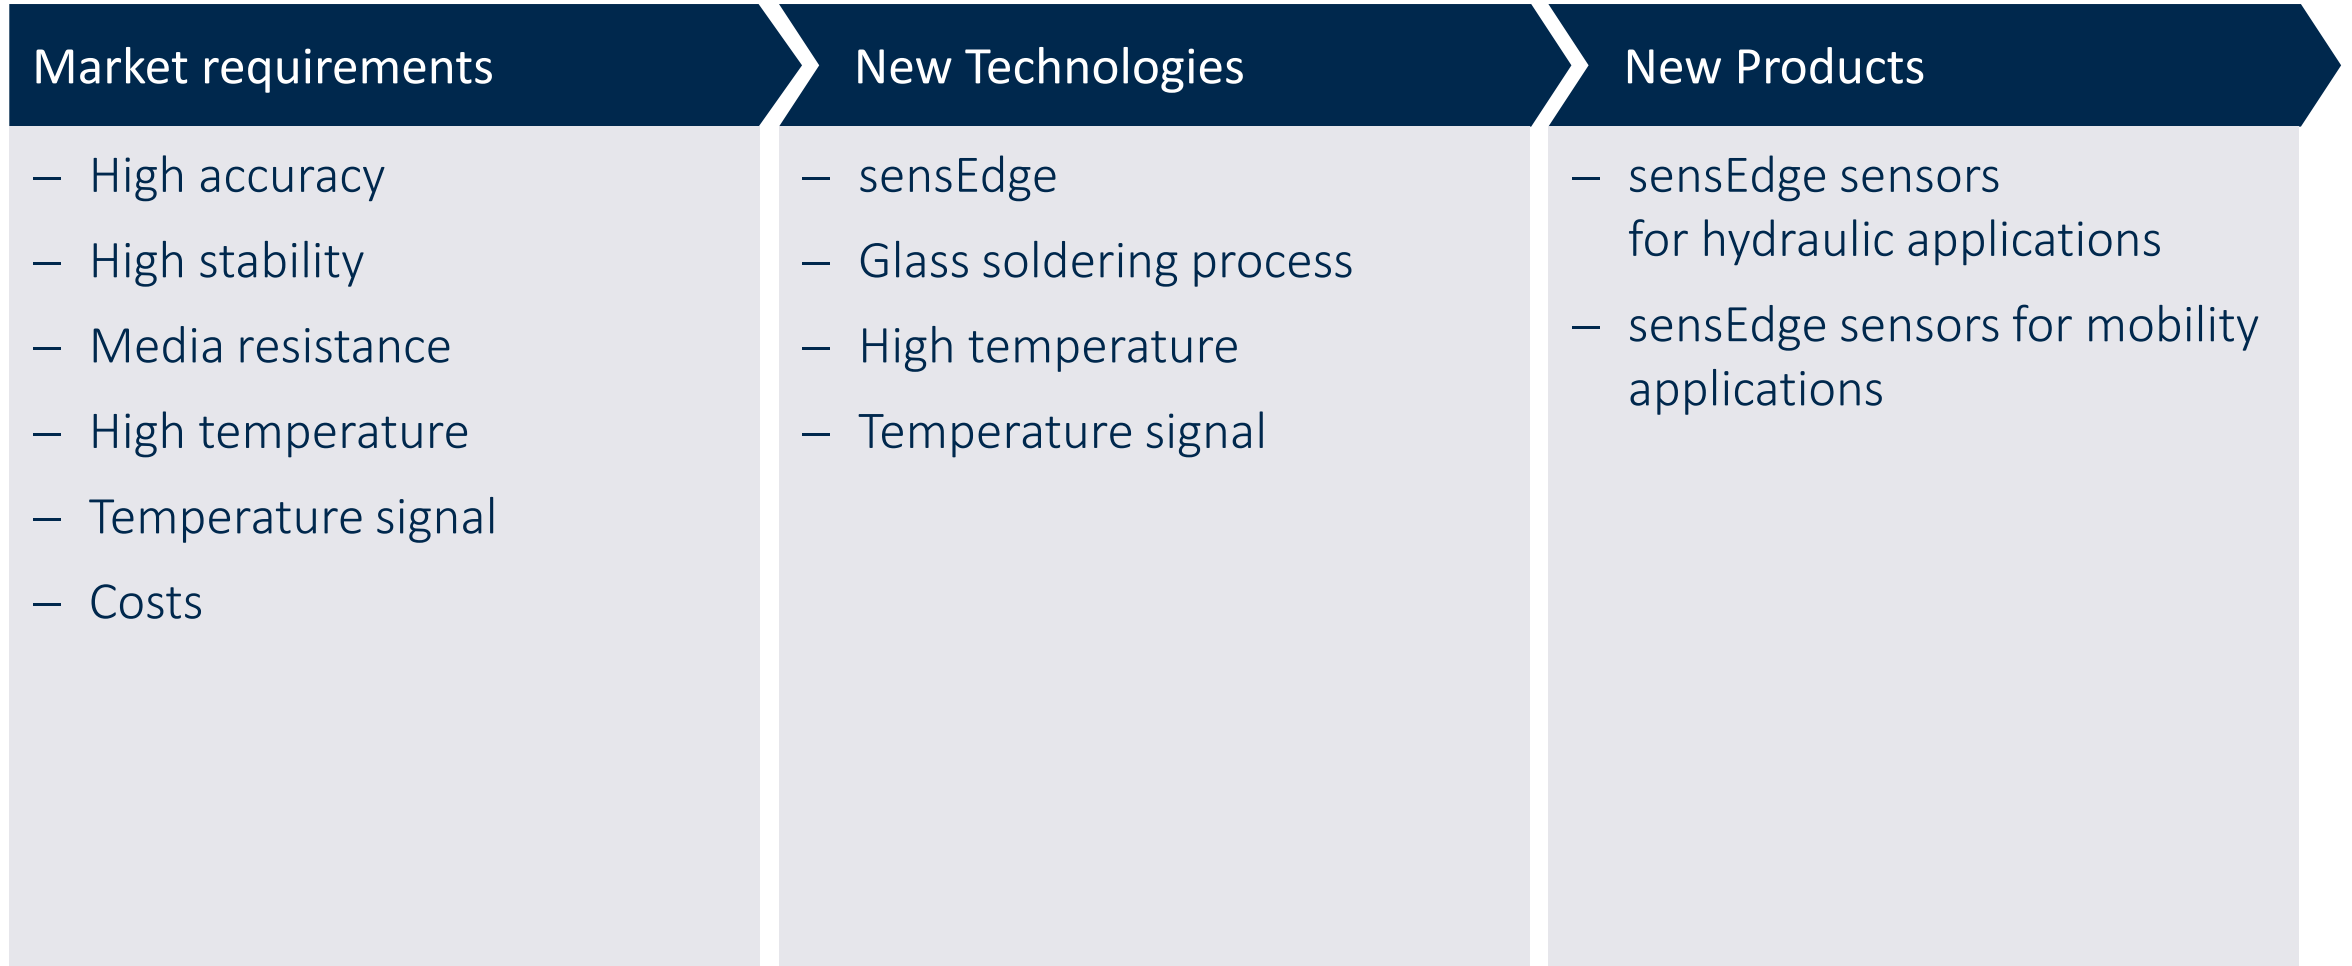 Market requirements
– High accuracy
– High stability
– Media resistance
– High temperature
– Temperature signal
– Costs
New Technologies
– sensEdge
– Glass soldering process
– High temperature
– Temperature signal
New Products
– sensEdge sensors
for hydraulic applications
– sensEdge sensors for mobility
applications